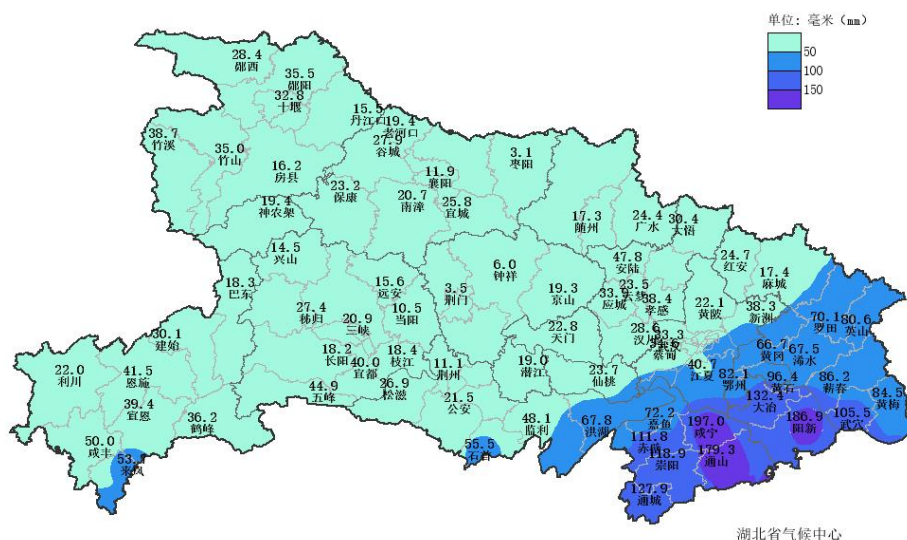 单位: 毫米 (mm)
50
100
150
28.4
郧西
35.5
郧阳
32.8
十堰
15.9
丹江口
19.4
老河口
38.7
竹溪
35.0
竹山
27.9
谷城
3.1
枣阳
16.2
房县
11.9
襄阳
23.2
保康
20.7
南漳
25.8
宜城
19.4
神农架
17.3
随州
24.4
广水
30.4
大悟
14.5
兴山
6.0
钟祥
47.8
安陆
24.7
红安
17.4
麻城
18.3
巴东
15.6
远安
3.5
荆门
19.3
京山
23.5
云梦
33.9
应城
38.4
孝感
22.1
黄陂
38.3
新洲
27.4
秭归
20.9
三峡
10.5
当阳
70.1
罗田
80.6
英山
30.1
建始
22.8
天门
28.6
汉川
蔡甸
66.7
黄冈
67.5
浠水
22.0
利川
41.5
恩施
18.2
长阳
40.0
宜都
18.4
枝江
11.1
荆州
19.0
潜江
23.7
仙桃
40.7
江夏
82.1
鄂州
96.4
黄石
86.2
蕲春
84.5
黄梅
44.9
五峰
26.9
松滋
21.5
公安
39.4
宣恩
36.2
鹤峰
48.1
监利
67.8
洪湖
72.2
嘉鱼
132.4
大冶
197.0
咸宁
186.9
阳新
105.5
武穴
50.0
咸丰
来凤
55.5
石首
111.8
赤壁
118.9
崇阳
179.3
通山
127.9
通城
湖北省气候中心